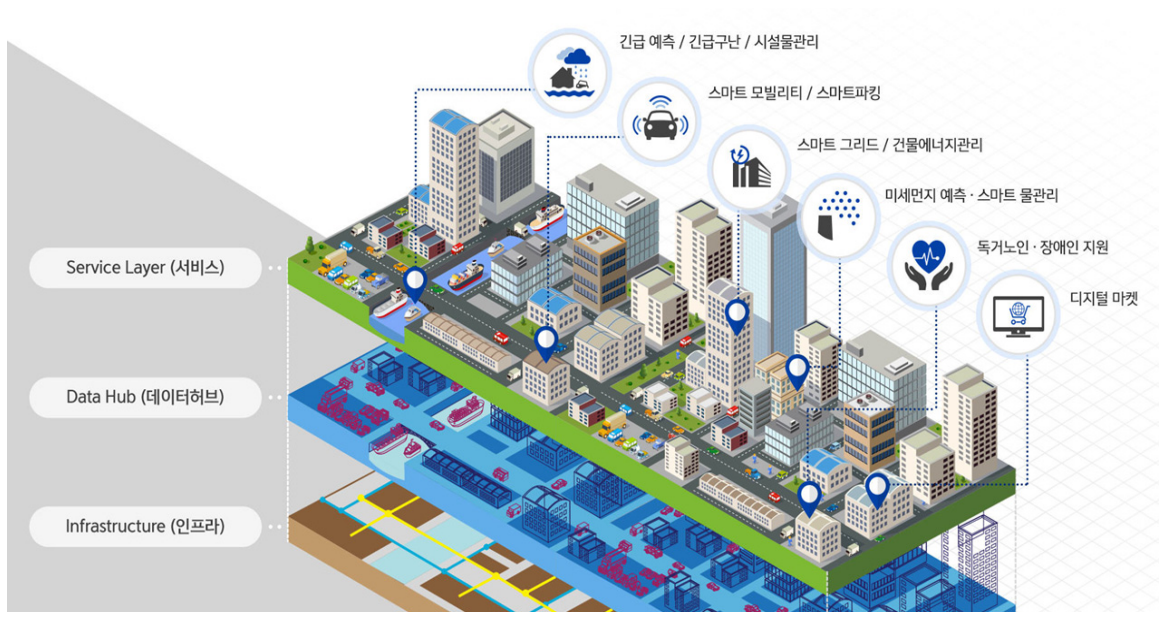 긴급 예측 / 긴급구난 / 시설물관리
스마트 모빌리티 / 스마트파킹
스마트 그리드 / 건물에너지관리
미세먼지 예측 · 스마트 물관리
독거노인 · 장애인 지원
디지털 마켓
Service Layer (서비스)
Data Hub (데이터허브)
Infrastructure (인프라)